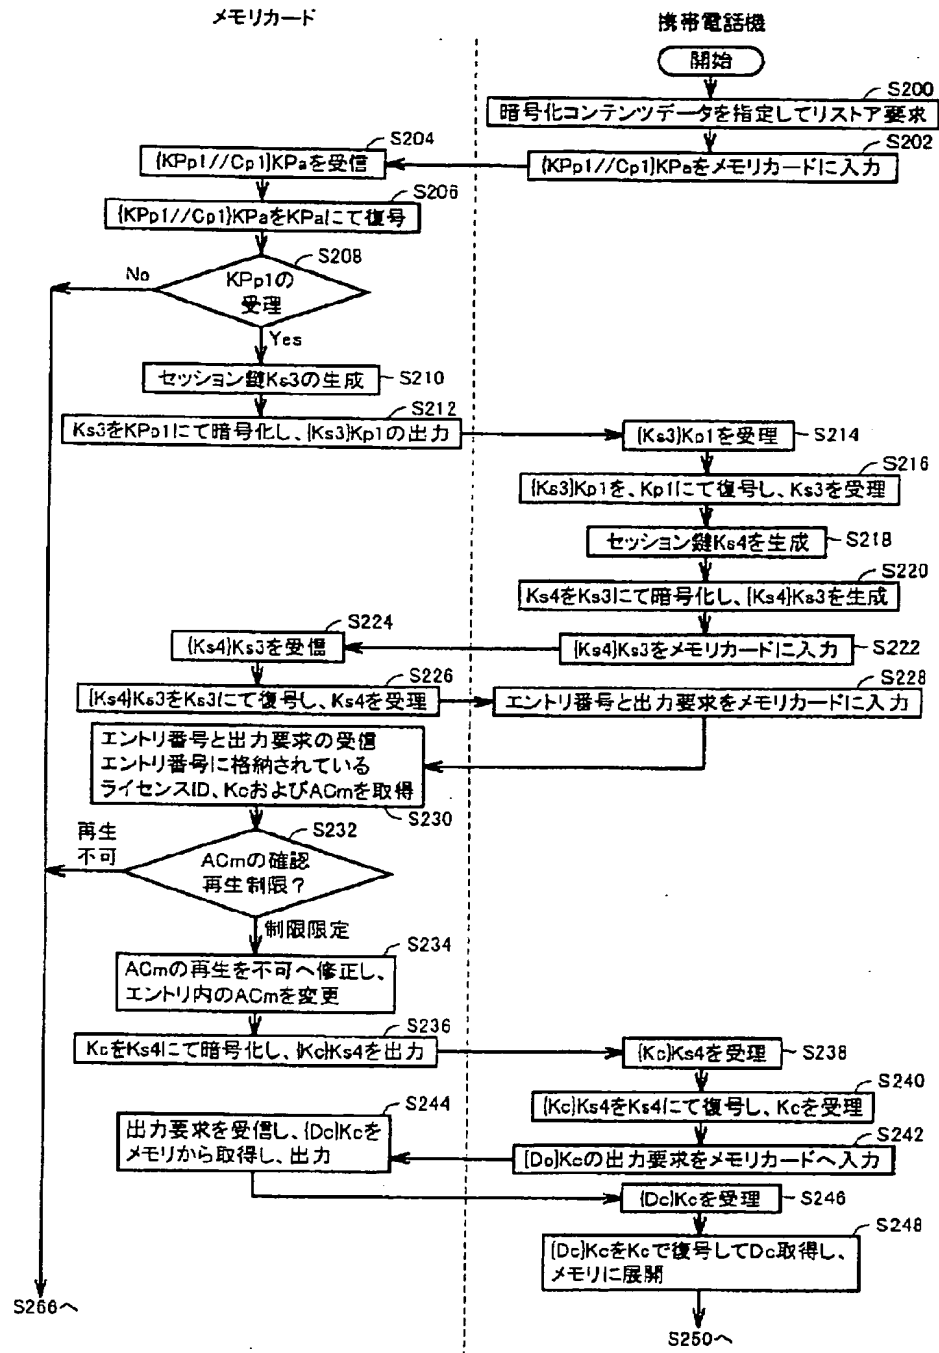 メモリカード
携帯電話機
開始
S200
暗号化コンテンツデータを指定してリストア要求
S202
{KPp1//Cp1}KPaをメモリカードに入力
S204
{KPp1//Cp1}KPaを受信
S206
{KPp1//Cp1}KPaをKPaにて復号
S208
KPp1の
受理
No
Yes
セッション鍵Ks3の生成
S210
S212
Ks3をKPp1にて暗号化し、{Ks3}Kp1の出力
{Ks3}Kp1を受理
S214
S216
{Ks3}Kp1を、Kp1にて復号し、Ks3を受理
セッション鍵Ks4を生成
S218
S220
Ks4をKs3にて暗号化し、{Ks4}Ks3を生成
{Ks4}Ks3をメモリカードに入力
S222
S224
{Ks4}Ks3を受信
S226
{Ks4}Ks3をKs3にて復号し、Ks4を受理
S228
エントリ番号と出力要求をメモリカードに入力
エントリ番号と出力要求の受信
エントリ番号に格納されている
ライセンスID、KcおよびACmを取得
S230
S232
ACmの確認
再生制限?
再生
不可
制限限定
S234
ACmの再生を不可へ修正し、
エントリ内のACmを変更
S236
KcをKs4にて暗号化し、{Kc}Ks4を出力
{Kc}Ks4を受理
S238
S240
{Kc}Ks4をKs4にて復号し、Kcを受理
S242
{Dc}Kcの出力要求をメモリカードへ入力
S244
出力要求を受信し、{Dc}Kcを
メモリから取得し、出力
{Dc}Kcを受理
S246
S248
{Dc}KcをKcで復号してDc取得し、
メモリに展開
S266へ
S250へ